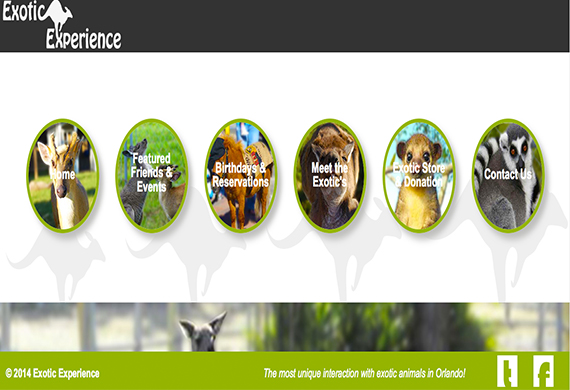 Exotic
Experience
Home
Featured
Friends &
Events
Birthdays &
Reservations
Meet the
Exotic's
Exotic Store
& Donation
Contact Us
© 2014 Exotic Experience
The most unique interaction with exotic animals in Orlando!
t f